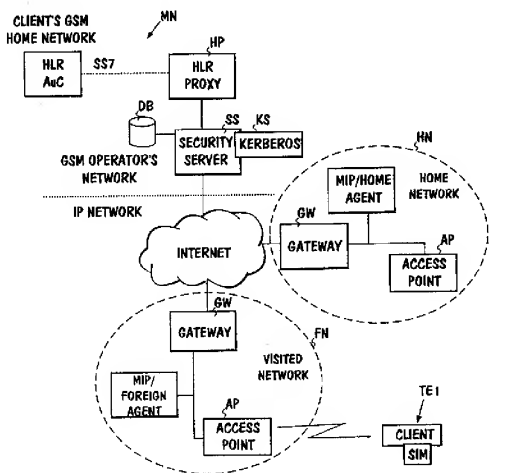 CLIENT'S GSM
HOME NETWORK
MN
HLR
AuC
SS7
HP
HLR
PROXY
DB
SS
KS
SECURITY
SERVER
KERBEROS
GSM OPERATOR'S
NETWORK
IP NETWORK
HN
MIP/HOME
AGENT
HOME
NETWORK
INTERNET
GW
GATEWAY
AP
ACCESS
POINT
GW
GATEWAY
FN
VISITED
NETWORK
MIP/
FOREIGN
AGENT
AP
ACCESS
POINT
TE1
CLIENT
SIM